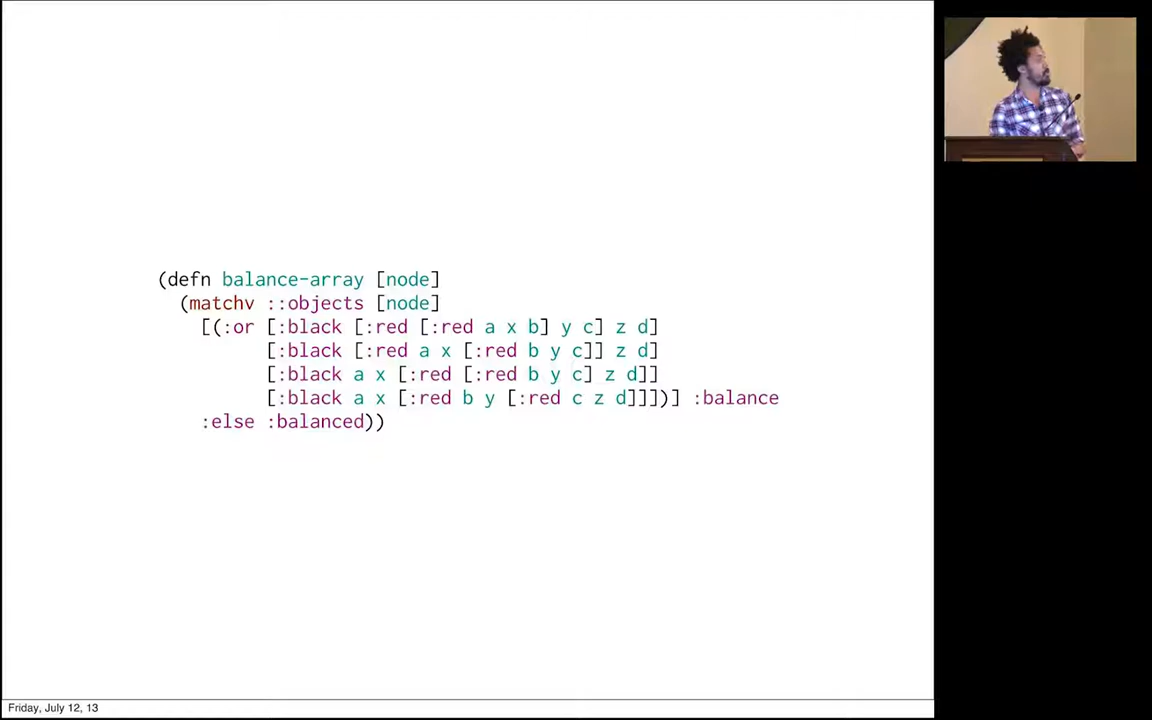 (defn balance-array [node]
(matchv ::objects [node]
[(:or [:black [:red [:red a x b] y c] z d]
[:black [:red a x [:red b y c]] z d]
[:black a x [:red [:red b y c] z d]]
[:black a x [:red b y [:red c z d]]])] :balance
:else :balanced))
Friday, July 12, 13